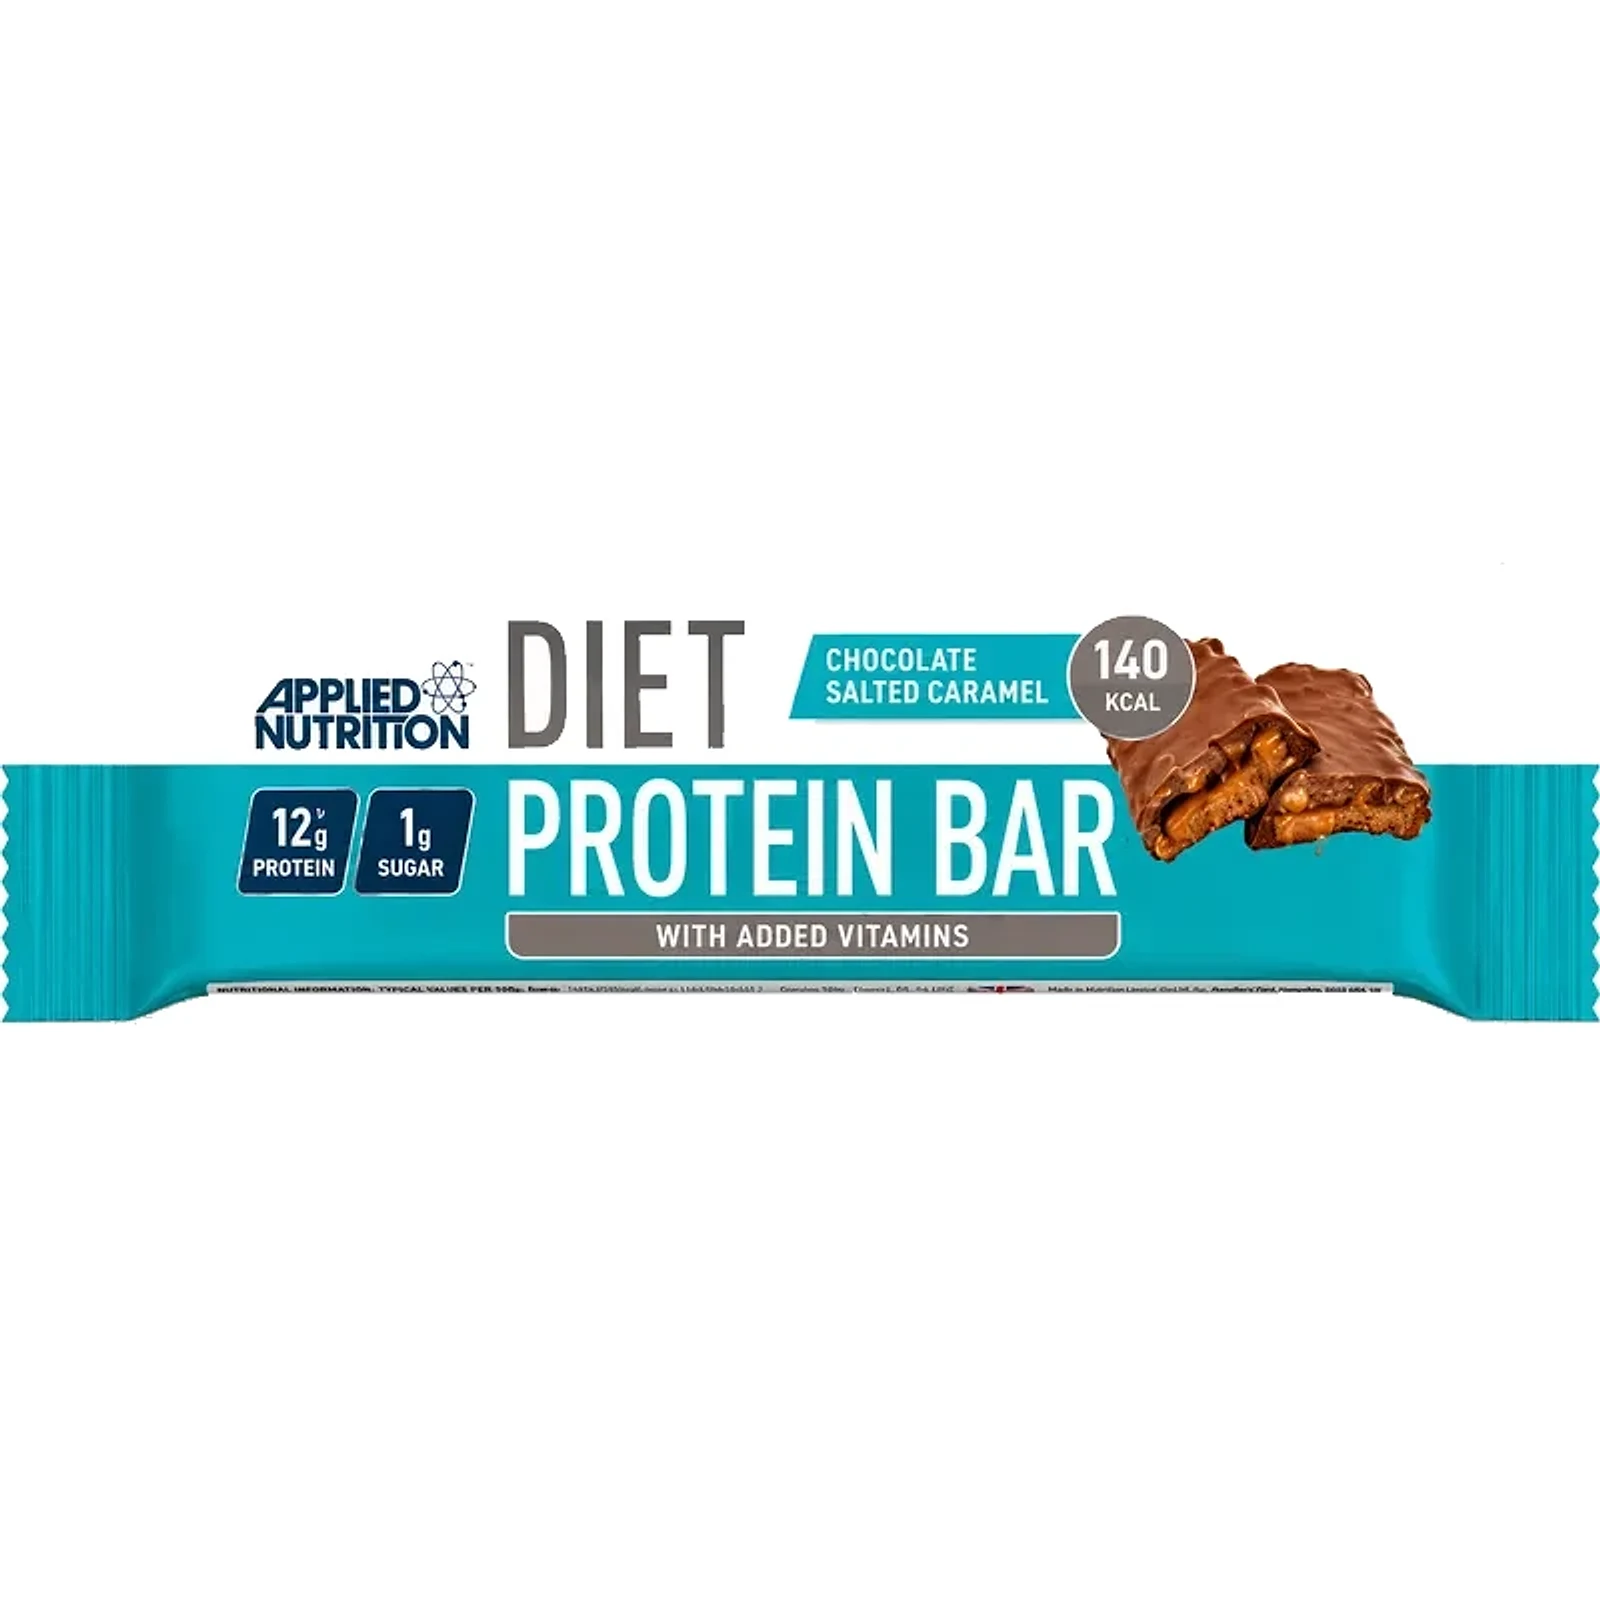 APPLIED
NUTRITION
DIET
CHOCOLATE
SALTED CARAMEL
140
KCAL
12g
PROTEIN
1g
SUGAR
PROTEIN BAR
WITH ADDED VITAMINS
NUTRITIONAL INFORMATION: TYPICAL VALUES PER